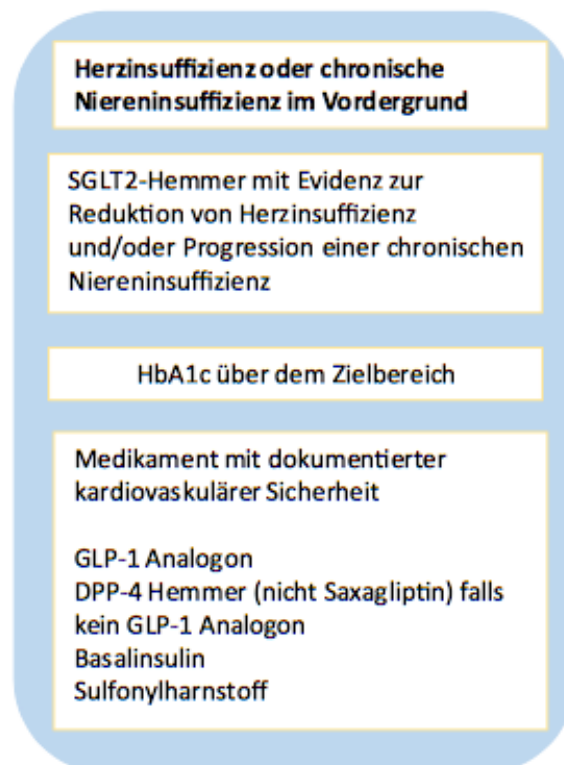 Herzinsuffizienz oder chronische
Niereninsuffizienz im Vordergrund
SGLT2-Hemmer mit Evidenz zur
Reduktion von Herzinsuffizienz
und/oder Progression einer chronischen
Niereninsuffizienz
HbA1c über dem Zielbereich
Medikament mit dokumentierter
kardiovaskulärer Sicherheit
GLP-1 Analogon
DPP-4 Hemmer (nicht Saxagliptin) falls
kein GLP-1 Analogon
Basalinsulin
Sulfonylharnstoff